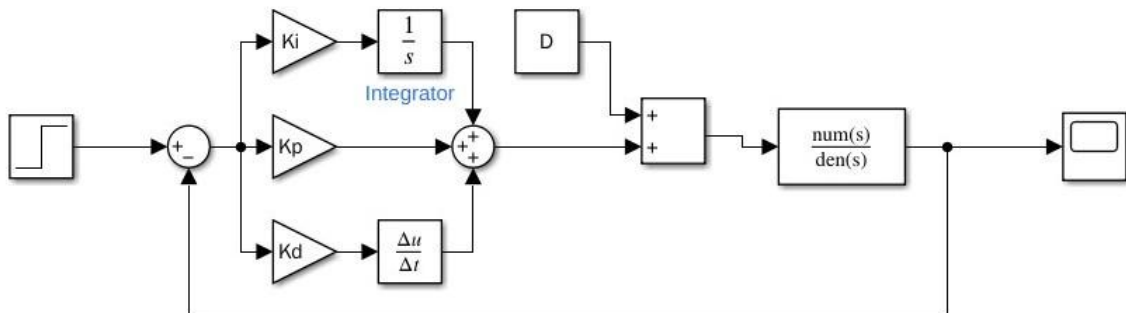 Ki
1
s
Integrator
D
+
−
Kp
+
+
+
+
+
num(s)
den(s)
Kd
Δu
Δt